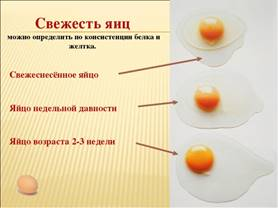 Свежесть яиц
можно определить по консистенции белка и
желтка.
Свежеснесённое яйцо
Яйцо недельной давности
Яйцо возраста 2-3 недели